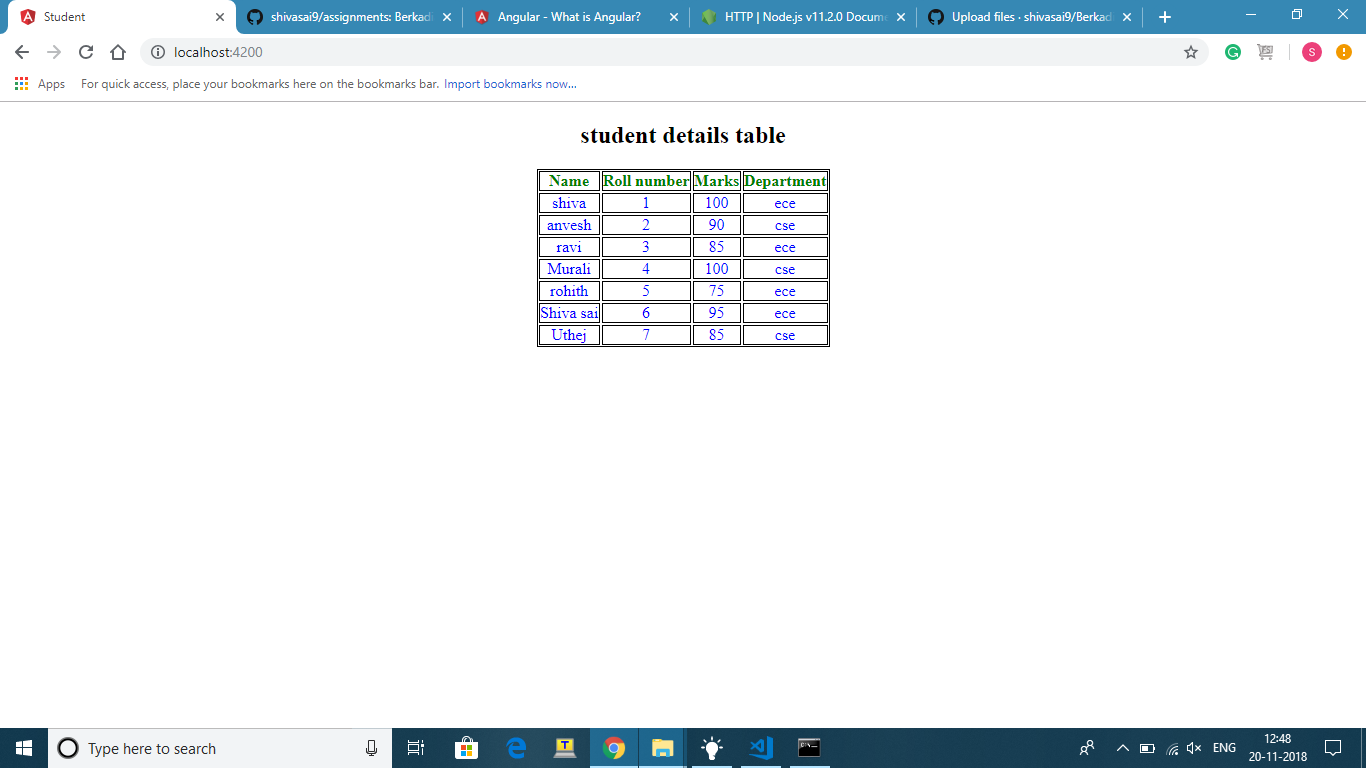 Student
shivasai9/assignments: Berkadi
Angular - What is Angular?
HTTP | Node.js v11.2.0 Docume
Upload files · shivasai9/Berkadi
localhost:4200
S
Apps For quick access, place your bookmarks here on the bookmarks bar. Import bookmarks now...
student details table
Name Roll number Marks Department
shiva 1 100 ece
anvesh 2 90 cse
ravi 3 85 ece
Murali 4 100 cse
rohith 5 75 ece
Shiva sai 6 95 ece
Uthej 7 85 cse
Type here to search
T
ENG
12:48
20-11-2018